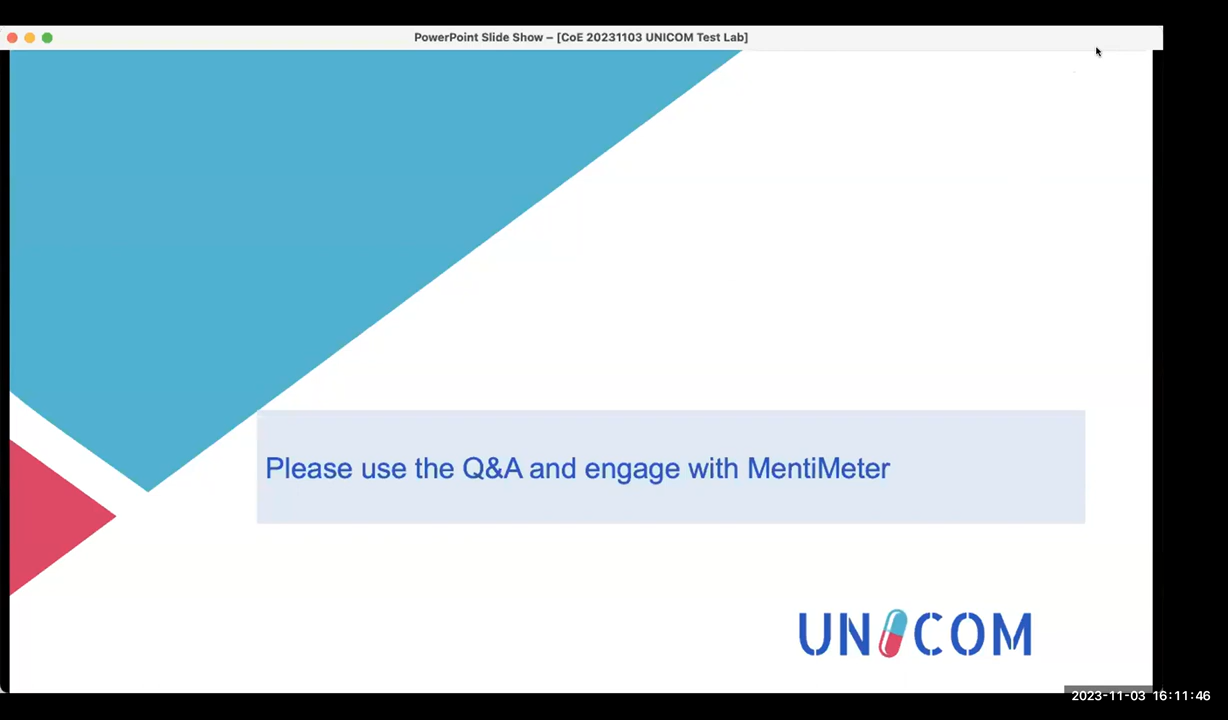 PowerPoint Slide Show – [CoE 20231103 UNICOM Test Lab]
Please use the Q&A and engage with MentiMeter
UNICOM
2023-11-03 16:11:46